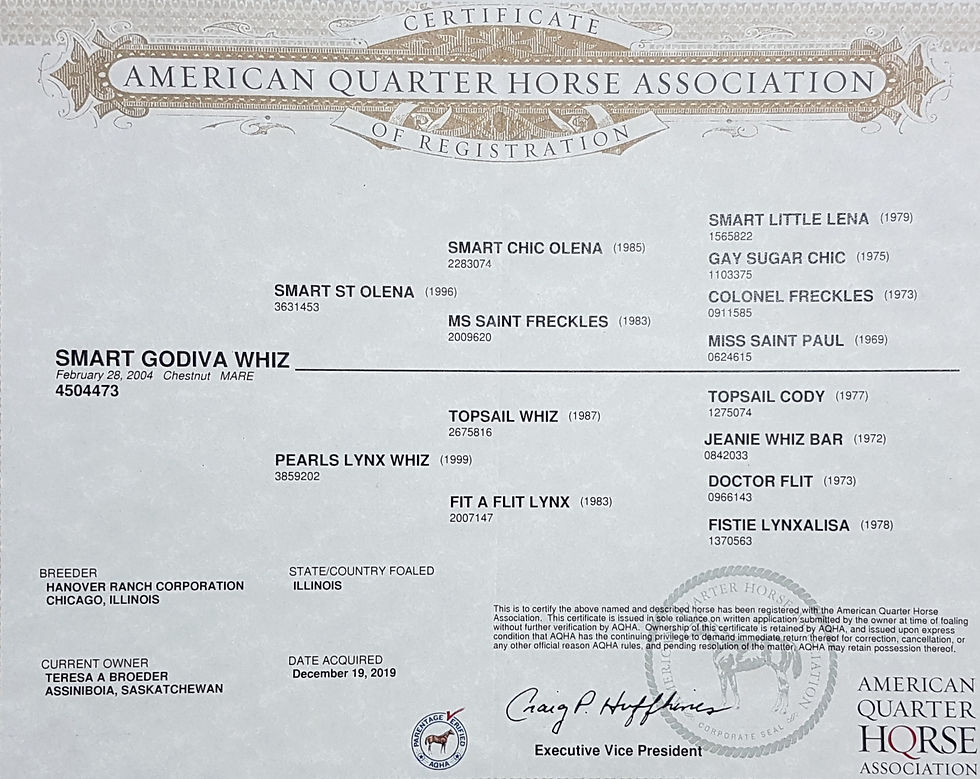 CERTIFICATE
AMERICAN QUARTER HORSE ASSOCIATION
OF REGISTRATION
SMART LITTLE LENA (1979)
1565822
SMART CHIC OLENA (1985)
2283074
GAY SUGAR CHIC (1975)
1103375
SMART ST OLENA (1996)
3631453
COLONEL FRECKLES (1973)
0911585
MS SAINT FRECKLES (1983)
2009620
MISS SAINT PAUL (1969)
0624615
SMART GODIVA WHIZ
February 28, 2004 Chestnut MARE
4504473
TOPSAIL CODY (1977)
1275074
TOPSAIL WHIZ (1987)
2675816
JEANIE WHIZ BAR (1972)
0842033
PEARLS LYNX WHIZ (1999)
3859202
DOCTOR FLIT (1973)
0966143
FIT A FLIT LYNX (1983)
2007147
FISTIE LYNXALISA (1978)
1370563
BREEDER
HANOVER RANCH CORPORATION
CHICAGO, ILLINOIS
STATE/COUNTRY FOALED
ILLINOIS
This is to certify the above named and described horse has been registered with the American Quarter Horse
Association. This certificate is issued in sole reliance on written application submitted by the owner at time of foaling
without further verification by AQHA. Ownership of this certificate is retained by AQHA, and issued upon express
condition that AQHA has the continuing privilege to demand immediate return thereof for correction, cancellation, or
any other official reason AQHA rules, and pending resolution of the matter, AQHA may retain possession thereof.
CURRENT OWNER
TERESA A BROEDER
ASSINIBOIA, SASKATCHEWAN
DATE ACQUIRED
December 19, 2019
PARENTAGE VERIFIED
AQHA
Craig P. Huffhines
Executive Vice President
CORPORATE SEAL
AMERICAN
QUARTER
HORSE
ASSOCIATION